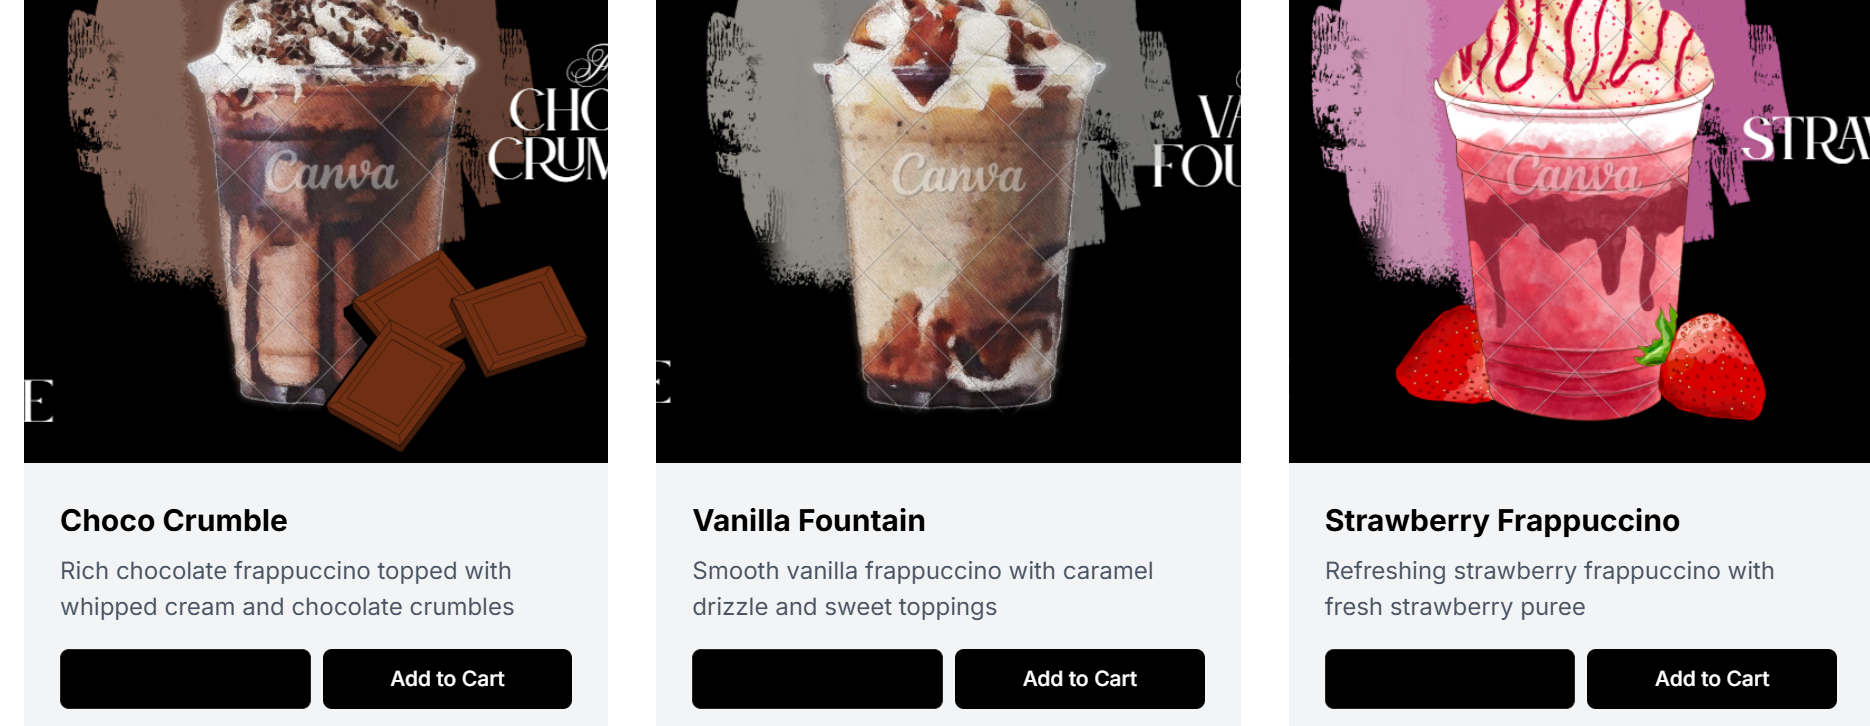 CHO
CRUM
E
Canva
Choco Crumble
Rich chocolate frappuccino topped with
whipped cream and chocolate crumbles
Add to Cart
VA
FOU
E
Canva
Vanilla Fountain
Smooth vanilla frappuccino with caramel
drizzle and sweet toppings
Add to Cart
STRAW
Canva
Strawberry Frappuccino
Refreshing strawberry frappuccino with
fresh strawberry puree
Add to Cart